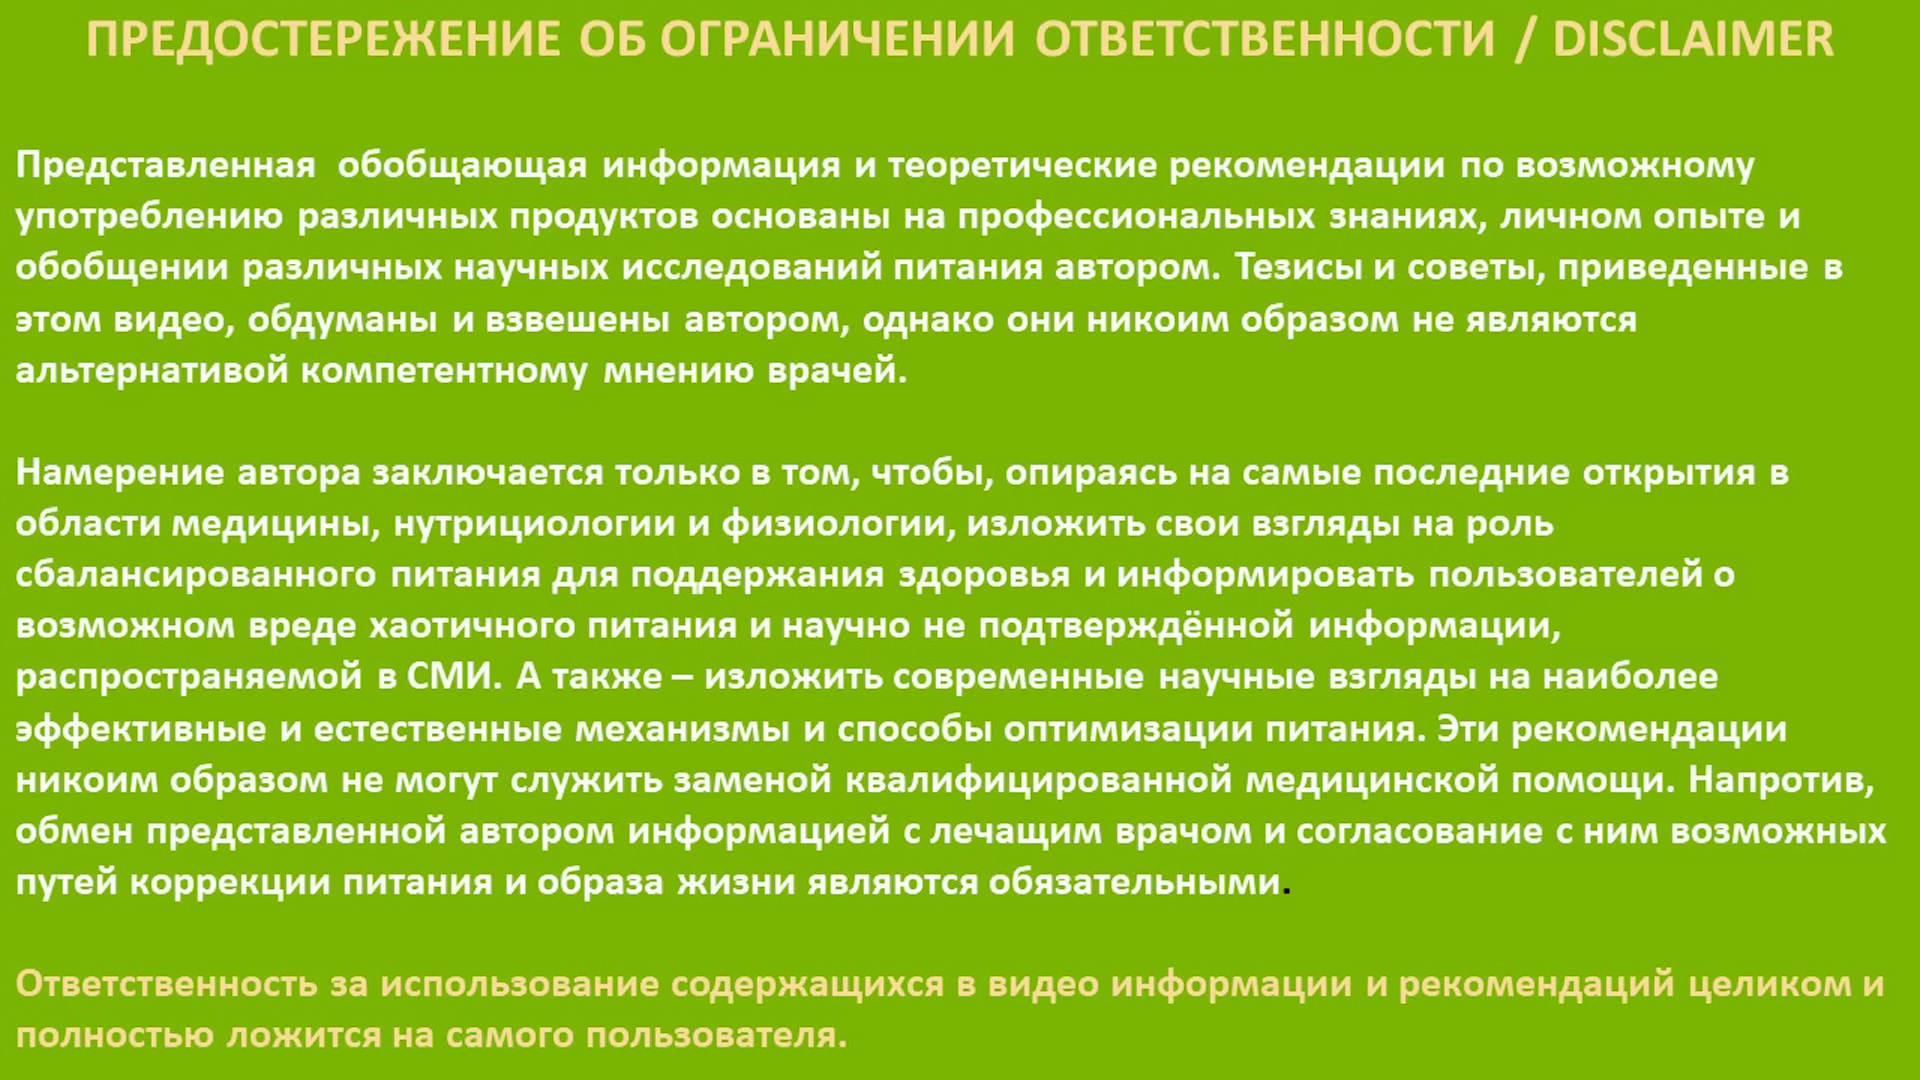 ПРЕДОСТЕРЕЖЕНИЕ ОБ ОГРАНИЧЕНИИ ОТВЕТСТВЕННОСТИ / DISCLAIMER
Представленная обобщающая информация и теоретические рекомендации по возможному
употреблению различных продуктов основаны на профессиональных знаниях, личном опыте и
обобщении различных научных исследований питания автором. Тезисы и советы, приведенные в
этом видео, обдуманы и взвешены автором, однако они никоим образом не являются
альтернативой компетентному мнению врачей.
Намерение автора заключается только в том, чтобы, опираясь на самые последние открытия в
области медицины, нутрициологии и физиологии, изложить свои взгляды на роль
сбалансированного питания для поддержания здоровья и информировать пользователей о
возможном вреде хаотичного питания и научно не подтверждённой информации,
распространяемой в СМИ. А также – изложить современные научные взгляды на наиболее
эффективные и естественные механизмы и способы оптимизации питания. Эти рекомендации
никоим образом не могут служить заменой квалифицированной медицинской помощи. Напротив,
обмен представленной автором информацией с лечащим врачом и согласование с ним возможных
путей коррекции питания и образа жизни являются обязательными.
Ответственность за использование содержащихся в видео информации и рекомендаций целиком и
полностью ложится на самого пользователя.